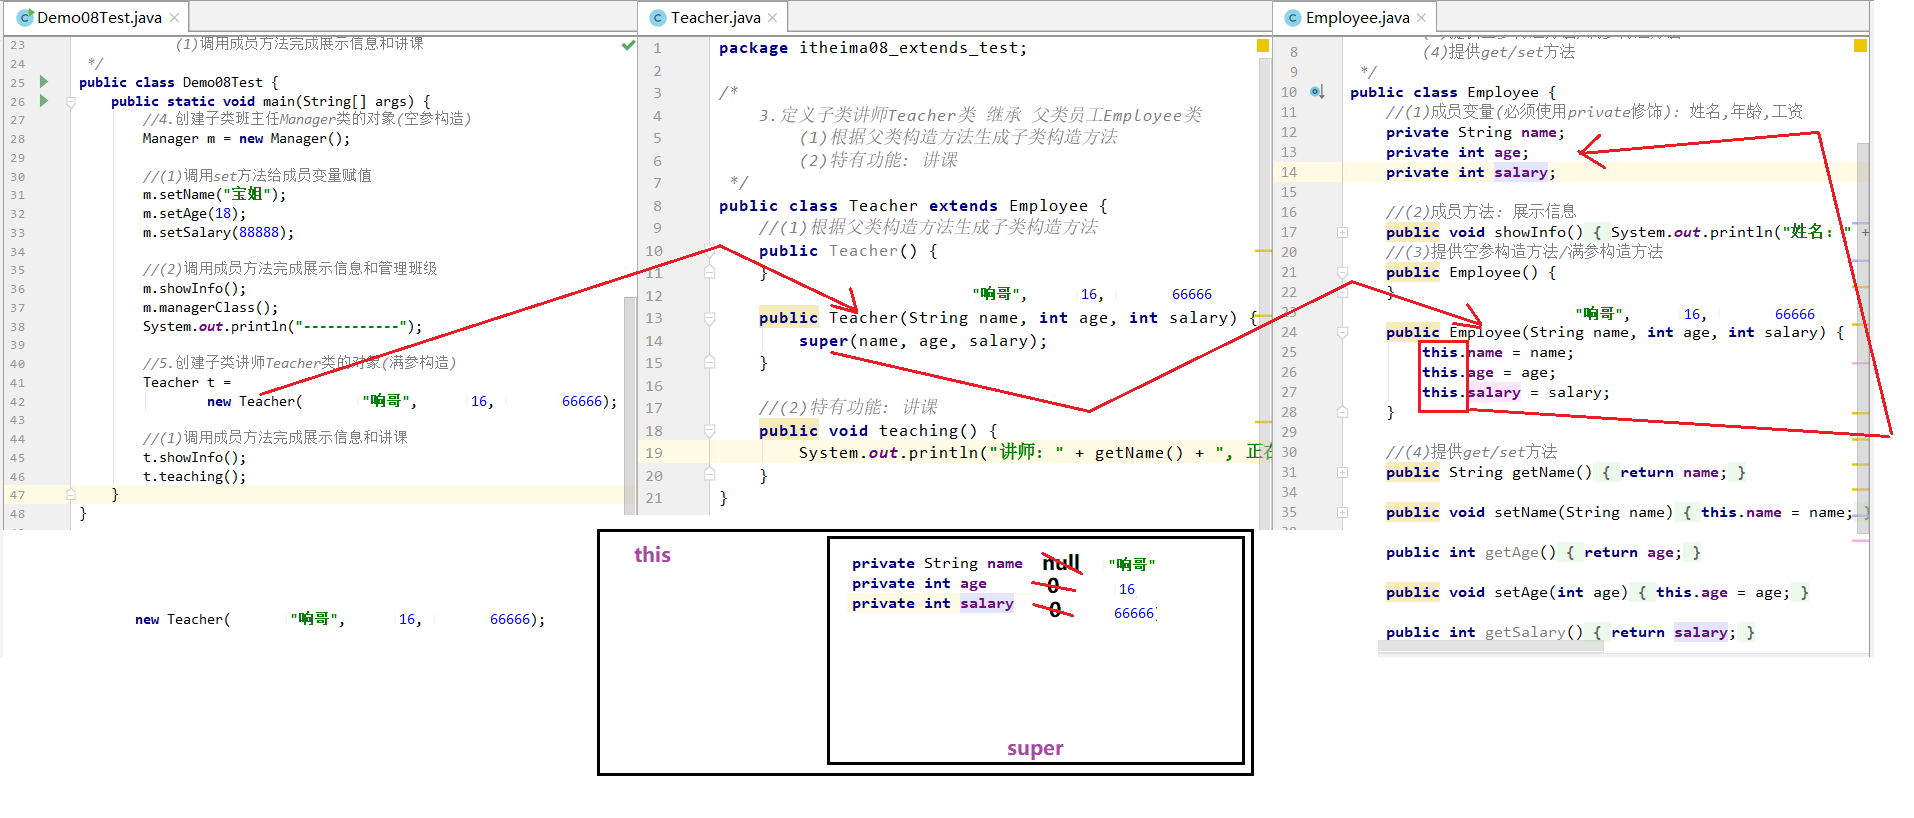 Demo08Test.java
23 (1)调用成员方法完成展示信息和讲课
24 */
25 public class Demo08Test {
26 public static void main(String[] args) {
27 //4.创建子类班主任Manager类的对象(空参构造)
28 Manager m = new Manager();
29
30 //(1)调用set方法给成员变量赋值
31 m.setName("宝姐");
32 m.setAge(18);
33 m.setSalary(88888);
34
35 //(2)调用成员方法完成展示信息和管理班级
36 m.showInfo();
37 m.managerClass();
38 System.out.println("------------");
39
40 //5.创建子类讲师Teacher类的对象(满参构造)
41 Teacher t =
42 new Teacher( "响哥", 16, 66666);
43
44 //(1)调用成员方法完成展示信息和讲课
45 t.showInfo();
46 t.teaching();
47 }
48 }
Teacher.java
1 package itheima08_extends_test;
2
3 /*
4 3.定义子类讲师Teacher类 继承 父类员工Employee类
5 (1)根据父类构造方法生成子类构造方法
6 (2)特有功能: 讲课
7 */
8 public class Teacher extends Employee {
9 //(1)根据父类构造方法生成子类构造方法
10 public Teacher() {
11 }
12 "响哥", 16, 66666
13 public Teacher(String name, int age, int salary) {
14 super(name, age, salary);
15 }
16
17 //(2)特有功能: 讲课
18 public void teaching() {
19 System.out.println("讲师: " + getName() + ", 正在
20 }
21 }
Employee.java
8 (4)提供get/set方法
9 */
10 public class Employee {
11 //(1)成员变量(必须使用private修饰): 姓名,年龄,工资
12 private String name;
13 private int age;
14 private int salary;
15
16 //(2)成员方法: 展示信息
17 public void showInfo() { System.out.println("姓名: " +
20 //(3)提供空参构造方法/满参构造方法
21 public Employee() {
22 }
23 "响哥", 16, 66666
24 public Employee(String name, int age, int salary) {
25 this.name = name;
26 this.age = age;
27 this.salary = salary;
28 }
29
30 //(4)提供get/set方法
31 public String getName() { return name; }
34
35 public void setName(String name) { this.name = name; }
public int getAge() { return age; }
public void setAge(int age) { this.age = age; }
public int getSalary() { return salary; }
new Teacher( "响哥", 16, 66666);
this
private String name null "响哥"
private int age 0 16
private int salary 0 66666
super